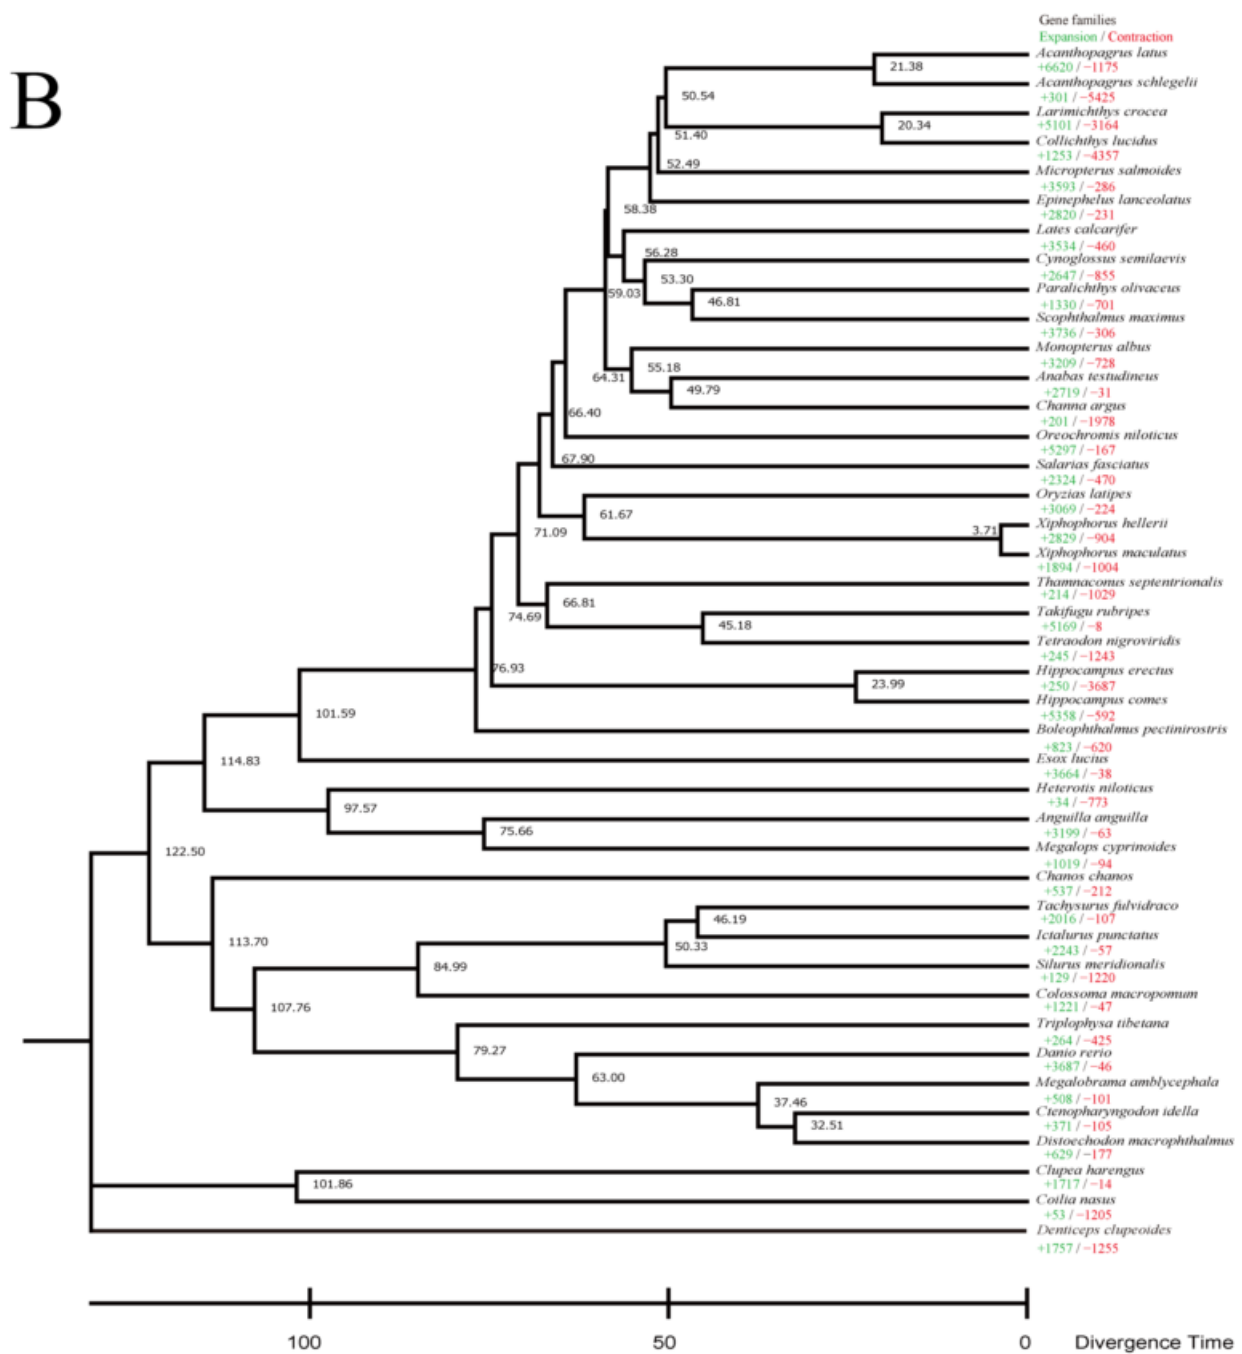 B
Gene families
Expansion / Contraction
Acanthopagrus latus
+6620 / −1175
21.38
Acanthopagrus schlegelii
+301 / −5425
50.54
Larimichthys crocea
+5101 / −3164
20.34
51.40
Collichthys lucidus
+1253 / −4357
52.49
Micropterus salmoides
+3593 / −286
Epinephelus lanceolatus
+2820 / −231
58.38
Lates calcarifer
+3534 / −460
56.28
Cynoglossus semilaevis
+2647 / −855
53.30
59.03
Paralichthys olivaceus
+1330 / −701
46.81
Scophthalmus maximus
+3736 / −306
Monopterus albus
+3209 / −728
55.18
64.31
Anabas testudineus
+2719 / −31
49.79
Channa argus
+201 / −1978
66.40
Oreochromis niloticus
+5297 / −167
67.90
Salarias fasciatus
+2324 / −470
Oryzias latipes
+3069 / −224
61.67
71.09
Xiphophorus hellerii
+2829 / −904
3.71
Xiphophorus maculatus
+1894 / −1004
Thamnaconus septentrionalis
+214 / −1029
66.81
74.69
Takifugu rubripes
+5169 / −8
45.18
Tetraodon nigroviridis
+245 / −1243
76.93
Hippocampus erectus
+250 / −3687
23.99
Hippocampus comes
+5358 / −592
101.59
Boleophthalmus pectinirostris
+823 / −620
Esox lucius
+3664 / −38
114.83
Heterotis niloticus
+34 / −773
97.57
Anguilla anguilla
+3199 / −63
75.66
Megalops cyprinoides
+1019 / −94
122.50
Chanos chanos
+537 / −212
Tachysurus fulvidraco
+2016 / −107
46.19
113.70
Ictalurus punctatus
+2243 / −57
50.33
Silurus meridionalis
+129 / −1220
84.99
Colossoma macropomum
+1221 / −47
107.76
Triplophysa tibetana
+264 / −425
79.27
Danio rerio
+3687 / −46
63.00
Megalobrama amblycephala
+508 / −101
37.46
Ctenopharyngodon idella
+371 / −105
32.51
Distoechodon macrophthalmus
+629 / −177
Clupea harengus
+1717 / −14
101.86
Coilia nasus
+53 / −1205
Denticeps clupeoides
+1757 / −1255
100 50 0 Divergence Time